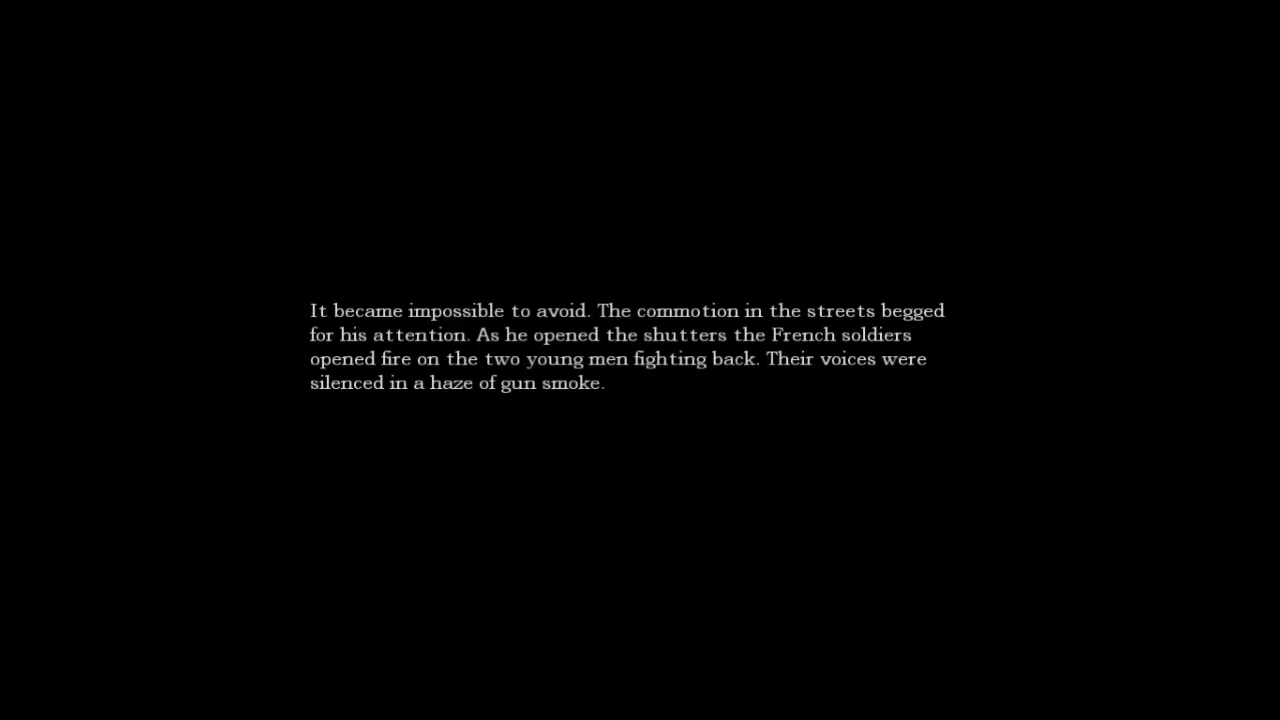 It became impossible to avoid. The commotion in the streets begged
for his attention. As he opened the shutters the French soldiers
opened fire on the two young men fighting back. Their voices were
silenced in a haze of gun smoke.